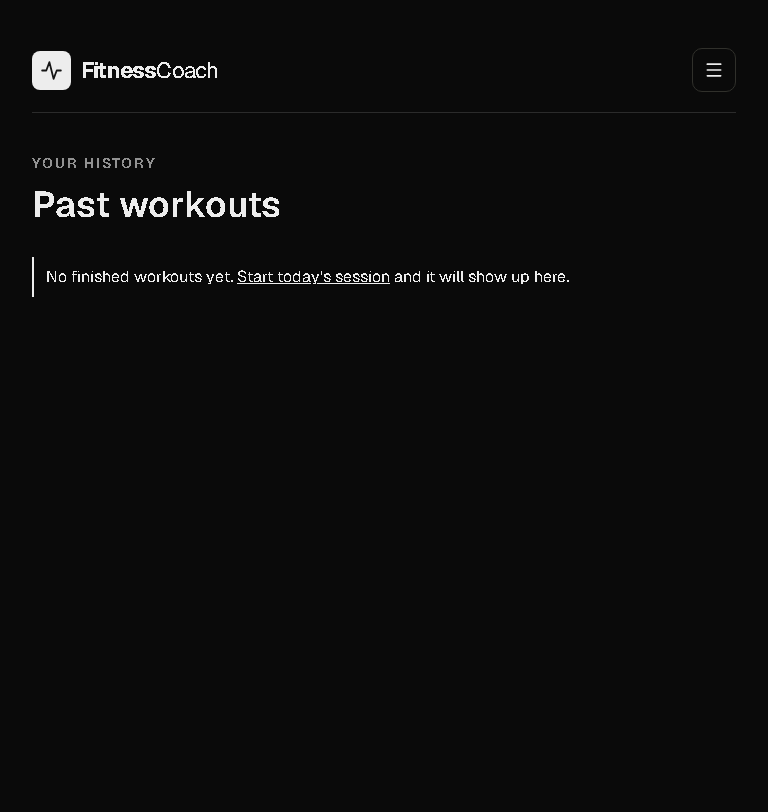 FitnessCoach
YOUR HISTORY
Past workouts
No finished workouts yet. Start today's session and it will show up here.